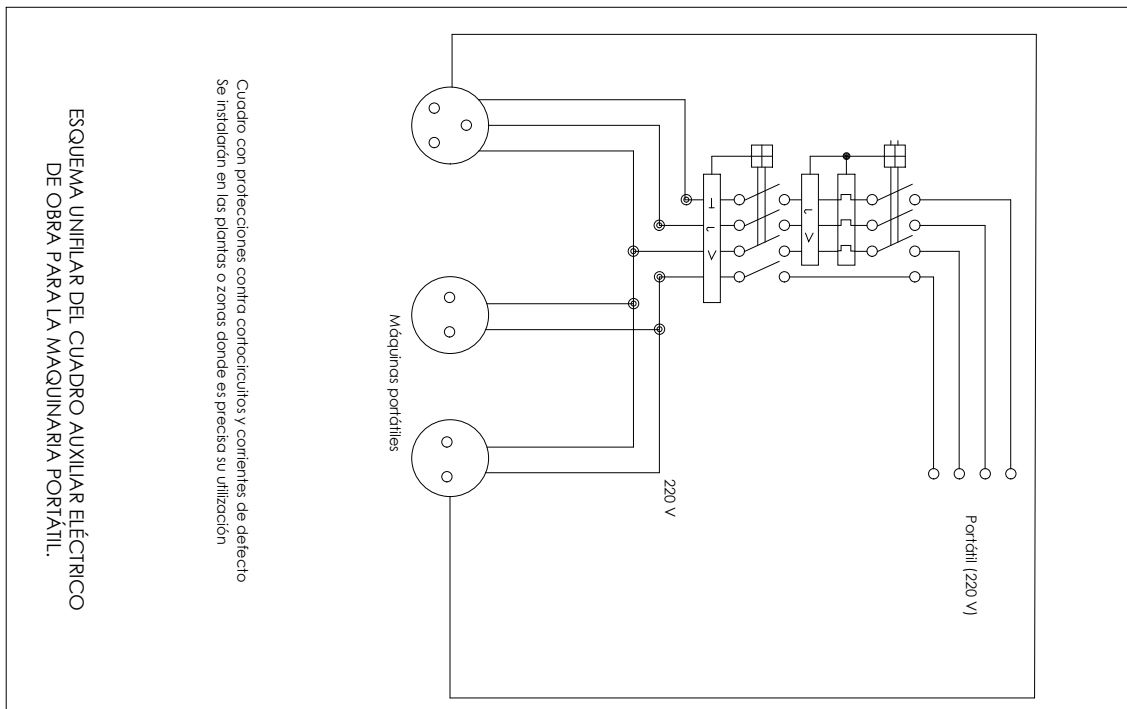 Portátil (220 V)
220 V
Máquinas portátiles
Cuadro con protecciones contra cortocircuitos y corrientes de defecto
Se instalarán en las plantas o zonas donde es precisa su utilización
ESQUEMA UNIFILAR DEL CUADRO AUXILIAR ELÉCTRICO
DE OBRA PARA LA MAQUINARIA PORTÁTIL.